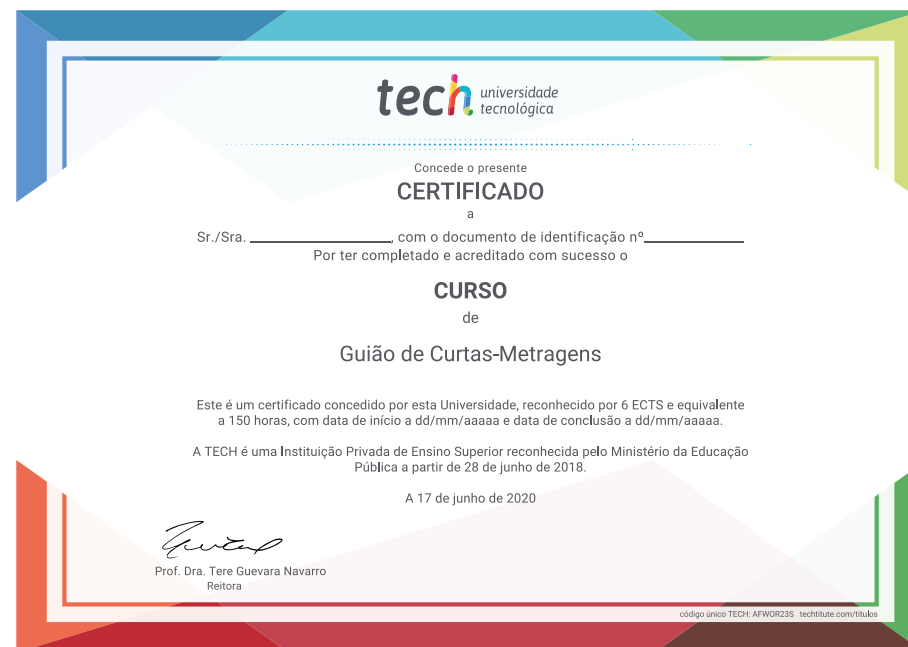 tech universidade
tecnológica
Concede o presente
CERTIFICADO
a
Sr./Sra. ________________, com o documento de identificação nº____________
Por ter completado e acreditado com sucesso o
CURSO
de
Guião de Curtas-Metragens
Este é um certificado concedido por esta Universidade, reconhecido por 6 ECTS e equivalente
a 150 horas, com data de início a dd/mm/aaaaa e data de conclusão a dd/mm/aaaaa.
A TECH é uma Instituição Privada de Ensino Superior reconhecida pelo Ministério da Educação
Pública a partir de 28 de junho de 2018.
A 17 de junho de 2020
Prof. Dra. Tere Guevara Navarro
Reitora
código único TECH: AFWOR23S techtitute.com/titulos